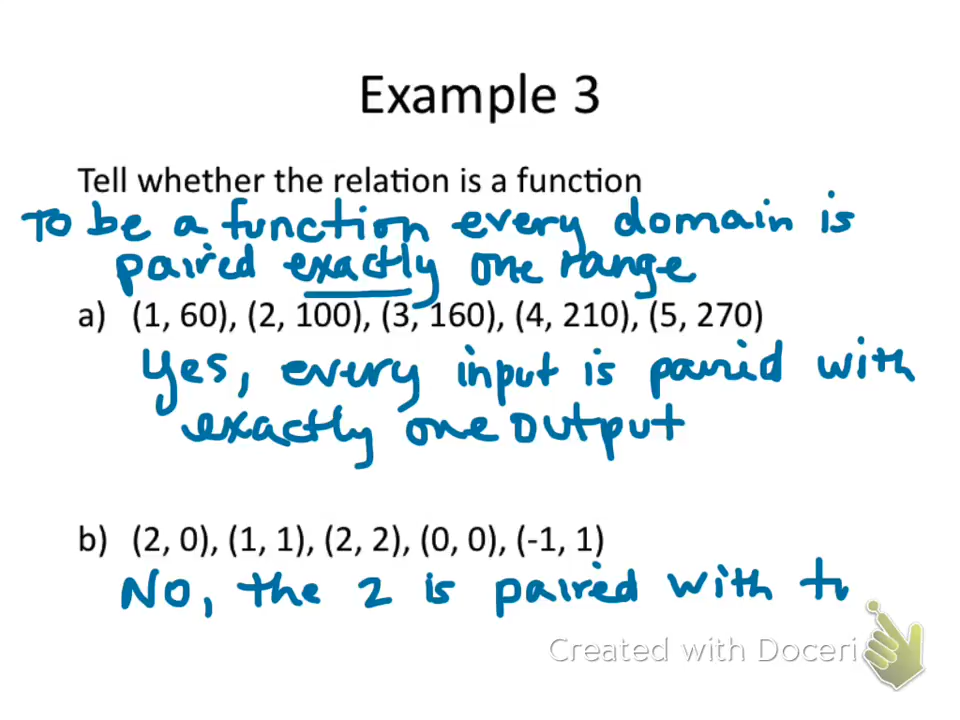 Example 3
Tell whether the relation is a function
To be a function every domain is
paired exactly one range
a) (1, 60), (2, 100), (3, 160), (4, 210), (5, 270)
Yes, every input is paired with
exactly one output
b) (2, 0), (1, 1), (2, 2), (0, 0), (-1, 1)
No, the 2 is paired with tw
Created with Doceri